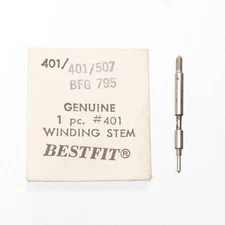 401/401/507
BFG 795
GENUINE
1 pc. #401
WINDING STEM
BESTFIT®